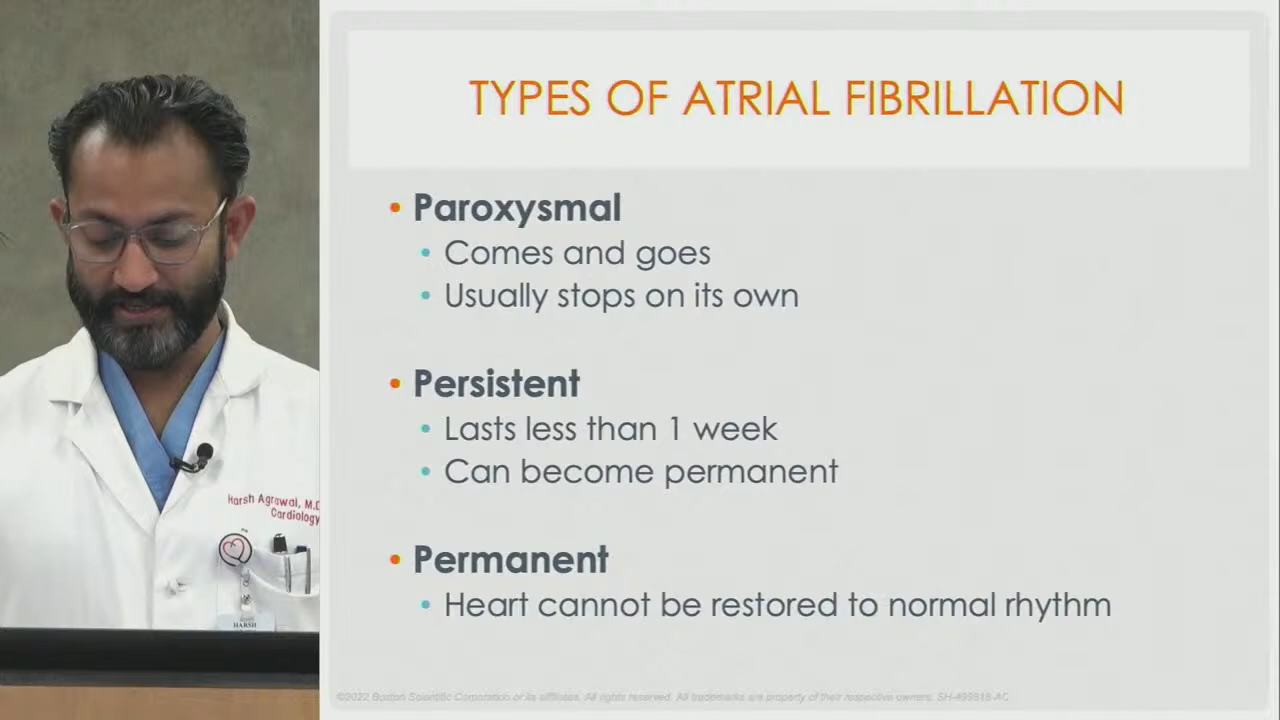 TYPES OF ATRIAL FIBRILLATION
• Paroxysmal
• Comes and goes
• Usually stops on its own
• Persistent
• Lasts less than 1 week
• Can become permanent
• Permanent
• Heart cannot be restored to normal rhythm
Harsh Agrawal, M.D
Cardiology
HARSH
©2022 Boston Scientific Corporation or its affiliates. All rights reserved. All trademarks are property of their respective owners. SH-499816-AC